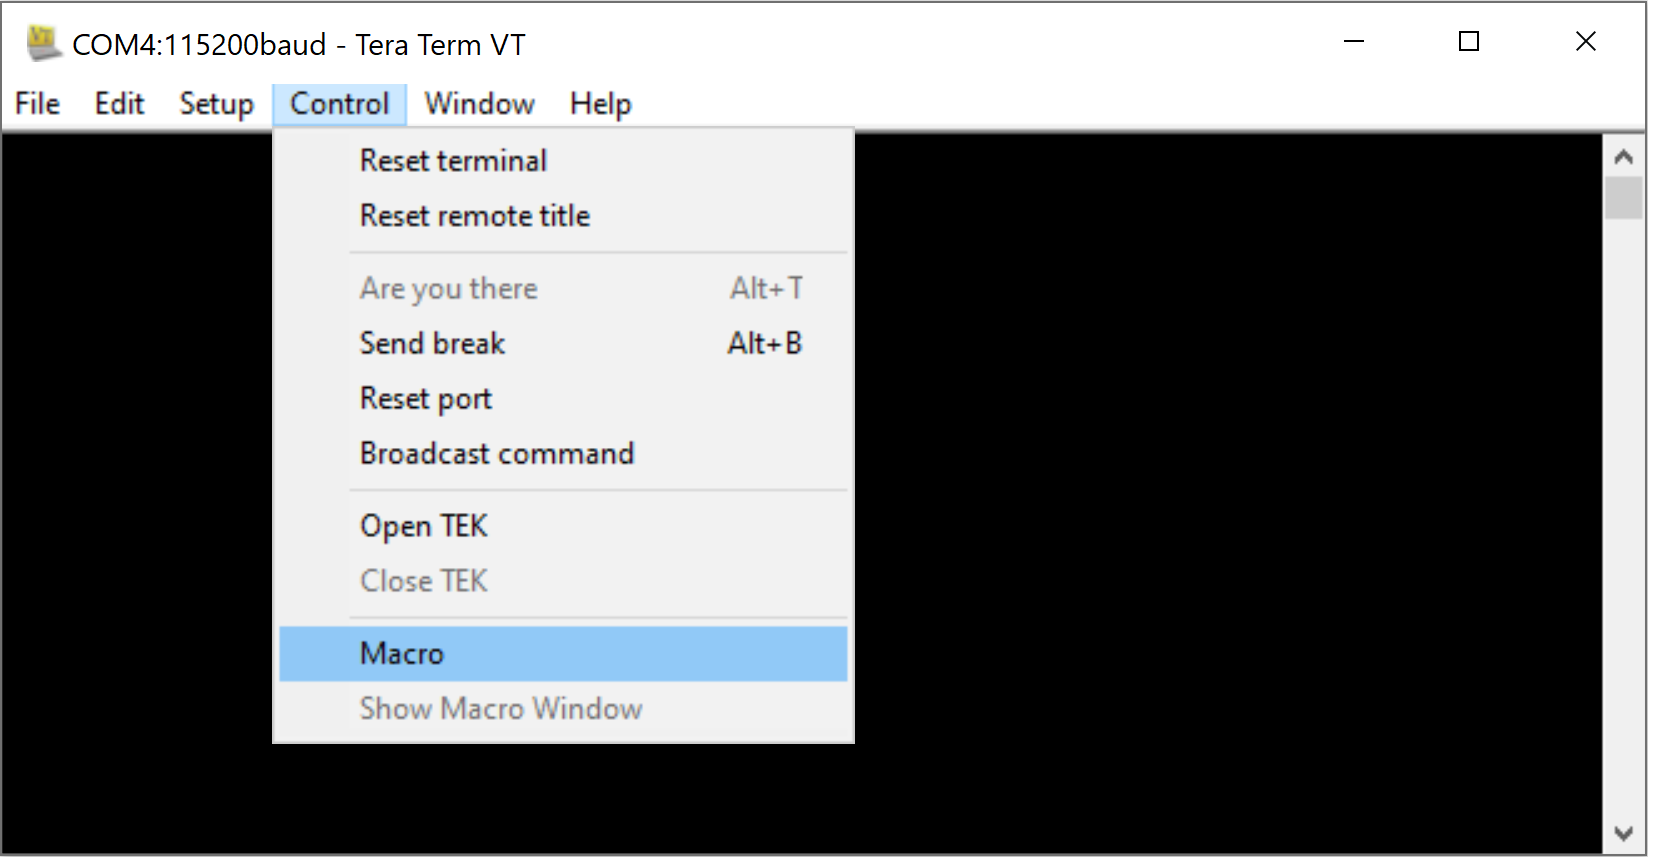 COM4:115200baud - Tera Term VT
File Edit Setup Control Window Help
Reset terminal
Reset remote title
Are you there Alt+T
Send break Alt+B
Reset port
Broadcast command
Open TEK
Close TEK
Macro
Show Macro Window